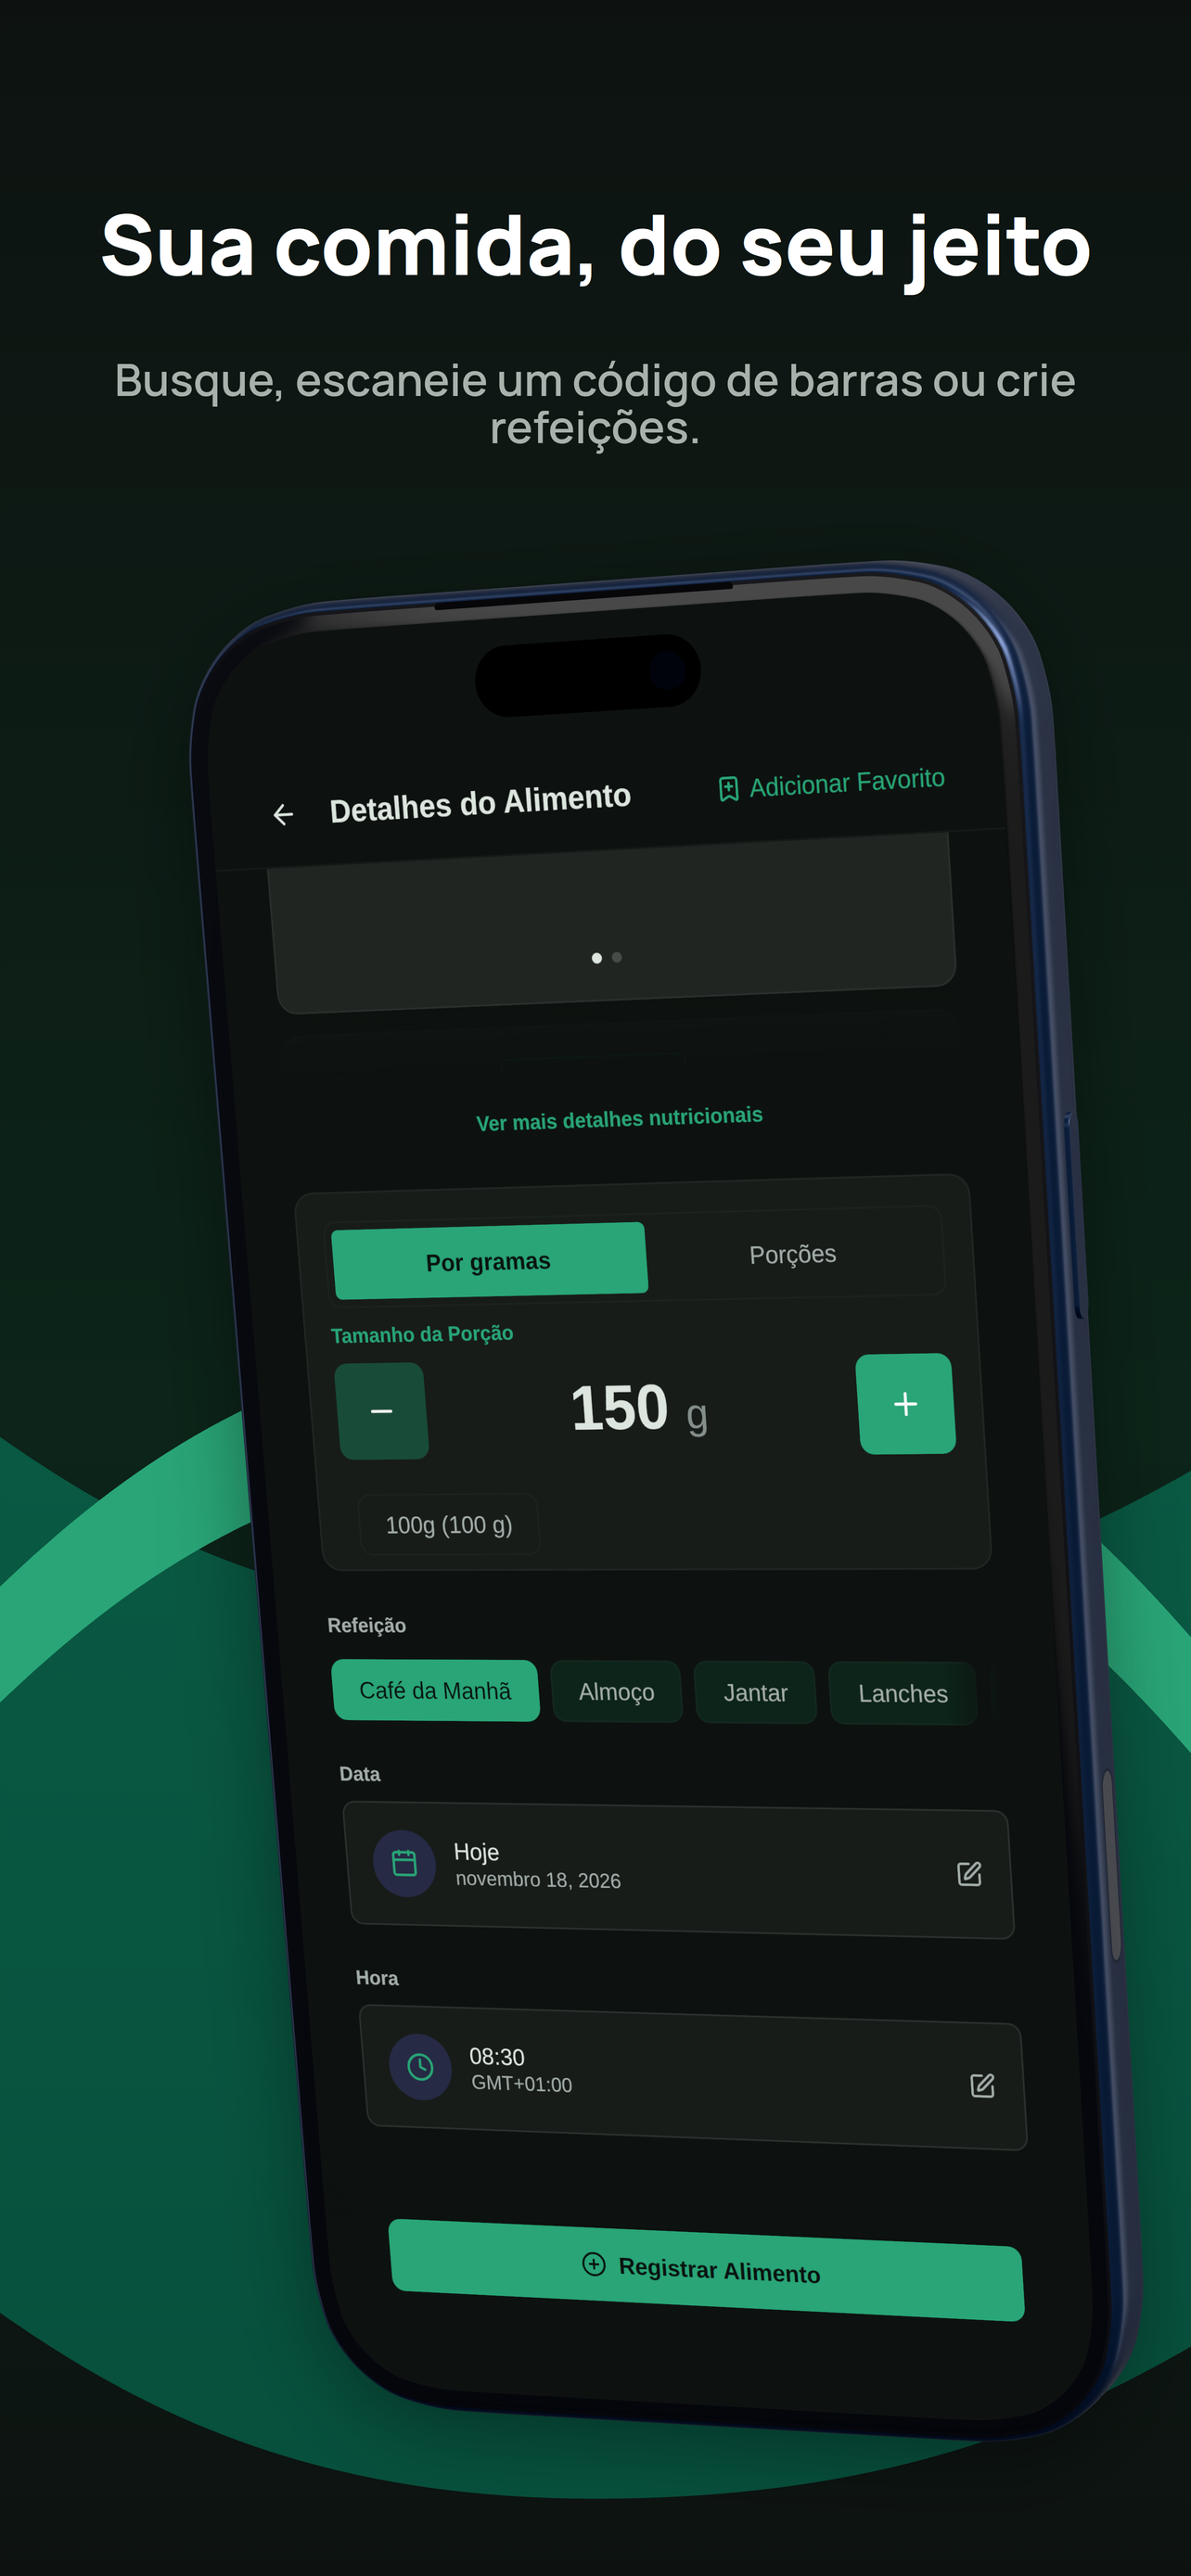 Sua comida, do seu jeito
Busque, escaneie um código de barras ou crie
refeições.
Detalhes do Alimento
Adicionar Favorito
Ver mais detalhes nutricionais
Por gramas
Porções
Tamanho da Porção
150 g
100g (100 g)
Refeição
Café da Manhã
Almoço
Jantar
Lanches
Data
Hoje
novembro 18, 2026
Hora
08:30
GMT+01:00
Registrar Alimento